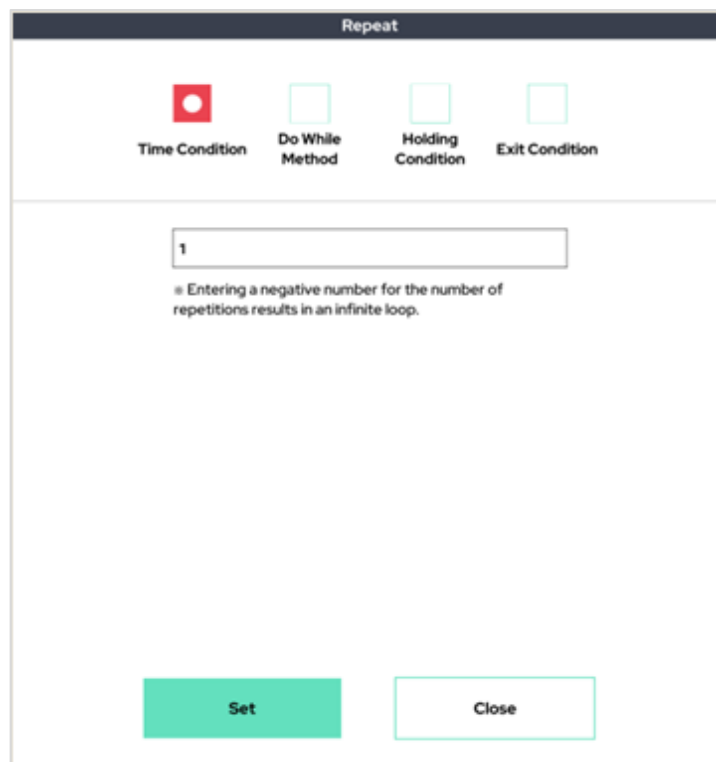 Repeat
Time Condition
Do While
Method
Holding
Condition
Exit Condition
1
※ Entering a negative number for the number of
repetitions results in an infinite loop.
Set
Close